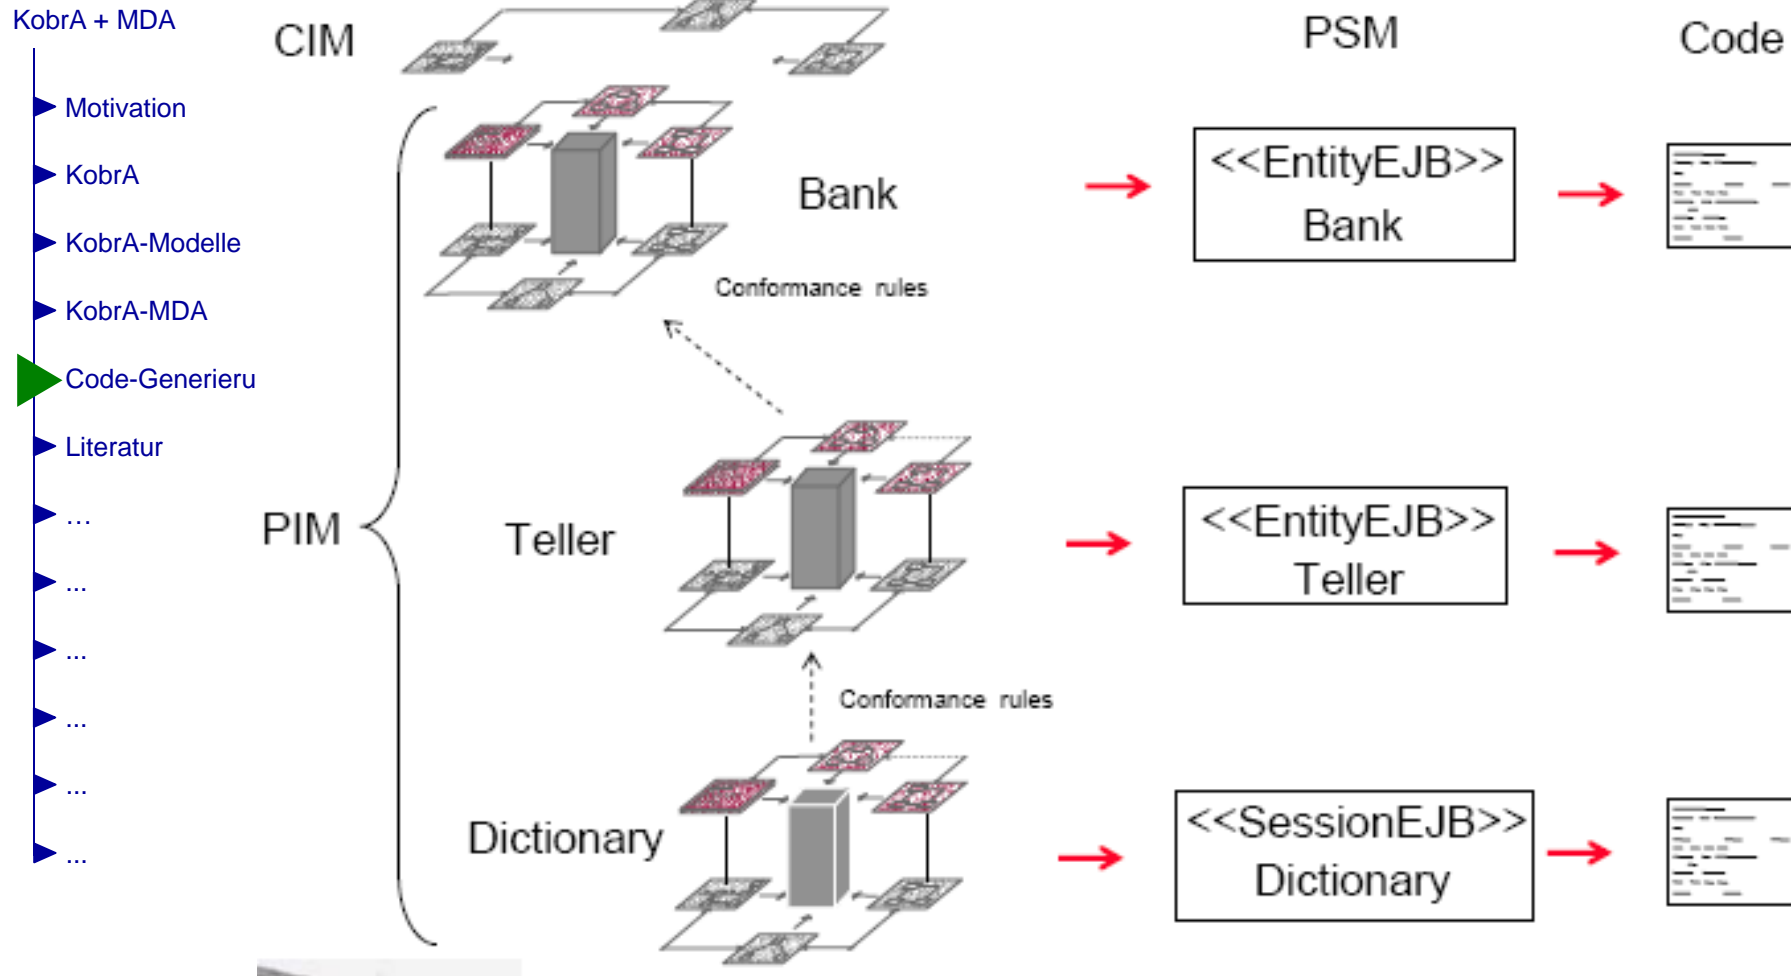 KobrA + MDA
Motivation
KobrA
KobrA-Modelle
KobrA-MDA
Code-Generieru
Literatur
...
...
...
...
...
...
CIM
PSM
Code
Bank
<<EntityEJB>>
Bank
Conformance rules
PIM
Teller
<<EntityEJB>>
Teller
Conformance rules
Dictionary
<<SessionEJB>>
Dictionary